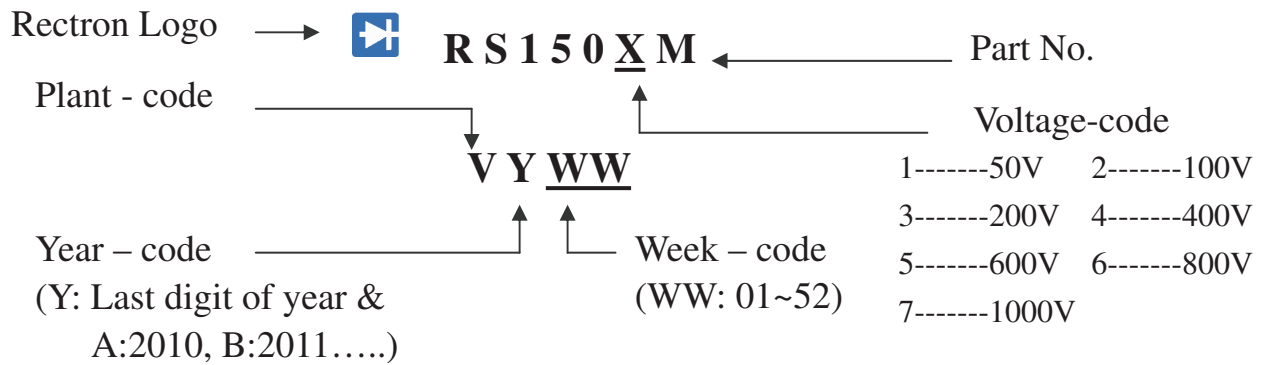 Rectron Logo
R S 1 5 0 X M
Part No.
Plant - code
Voltage-code
V Y WW
1-------50V 2-------100V
3-------200V 4-------400V
Year – code
Week – code
5-------600V 6-------800V
(Y: Last digit of year &
(WW: 01~52)
7-------1000V
A:2010, B:2011…..)